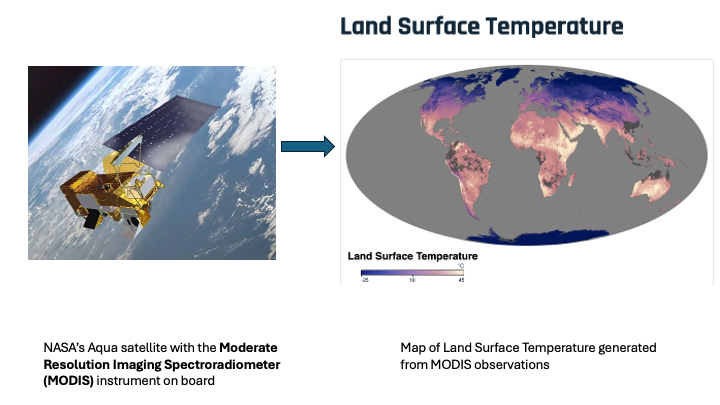 Land Surface Temperature
Land Surface Temperature
°C
-25 10 45
NASA's Aqua satellite with the Moderate
Resolution Imaging Spectroradiometer
(MODIS) instrument on board
Map of Land Surface Temperature generated
from MODIS observations